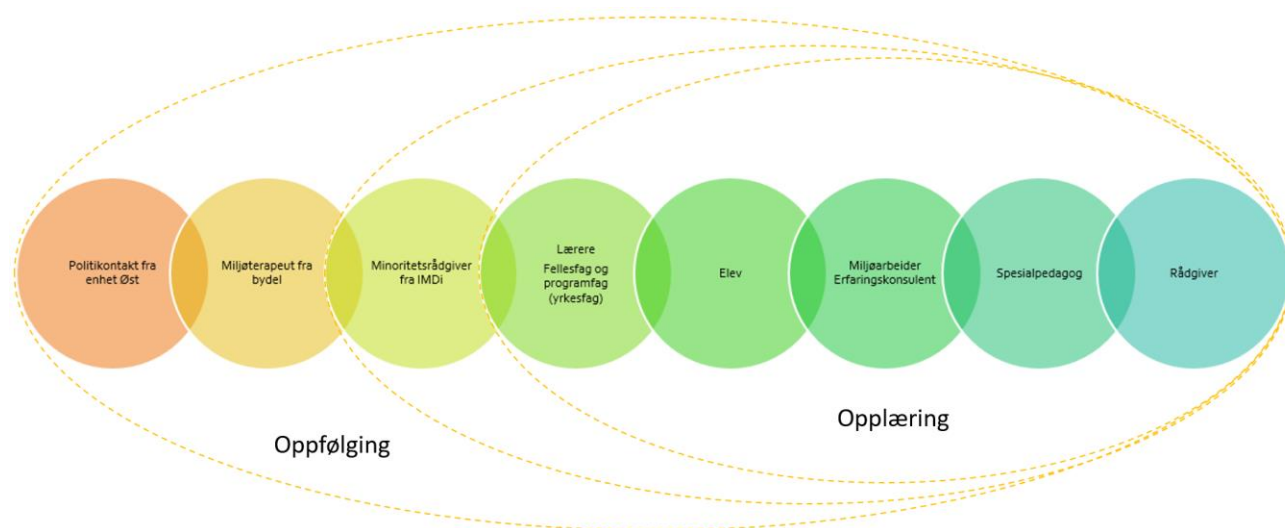 Politikontakt fra
enhet Øst
Miljøterapeut fra
bydel
Minoritetsrådgiver
fra IMDi
Lærere
Fellesfag og
programfag
(yrkesfag)
Elev
Miljøarbeider
Erfaringskonsulent
Spesialpedagog
Rådgiver
Oppfølging
Opplæring